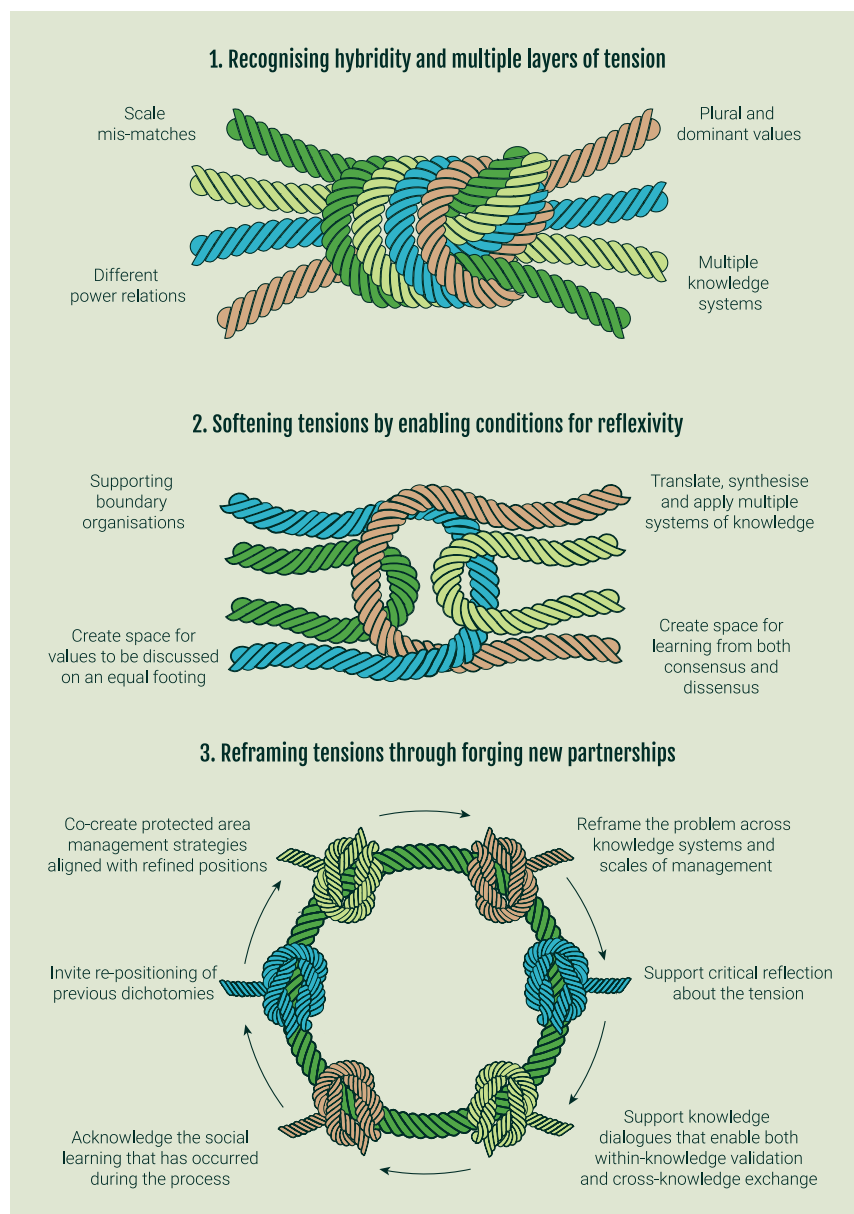 1. Recognising hybridity and multiple layers of tension
Scale
mis-matches
Plural and
dominant values
Different
power relations
Multiple
knowledge
systems
2. Softening tensions by enabling conditions for reflexivity
Supporting
boundary
organisations
Translate, synthesise
and apply multiple
systems of knowledge
Create space for
values to be discussed
on an equal footing
Create space for
learning from both
consensus and
dissensus
3. Reframing tensions through forging new partnerships
Co-create protected area
management strategies
aligned with refined positions
Reframe the problem across
knowledge systems and
scales of management
Invite re-positioning of
previous dichotomies
Support critical reflection
about the tension
Acknowledge the social
learning that has occurred
during the process
Support knowledge
dialogues that enable both
within-knowledge validation
and cross-knowledge exchange